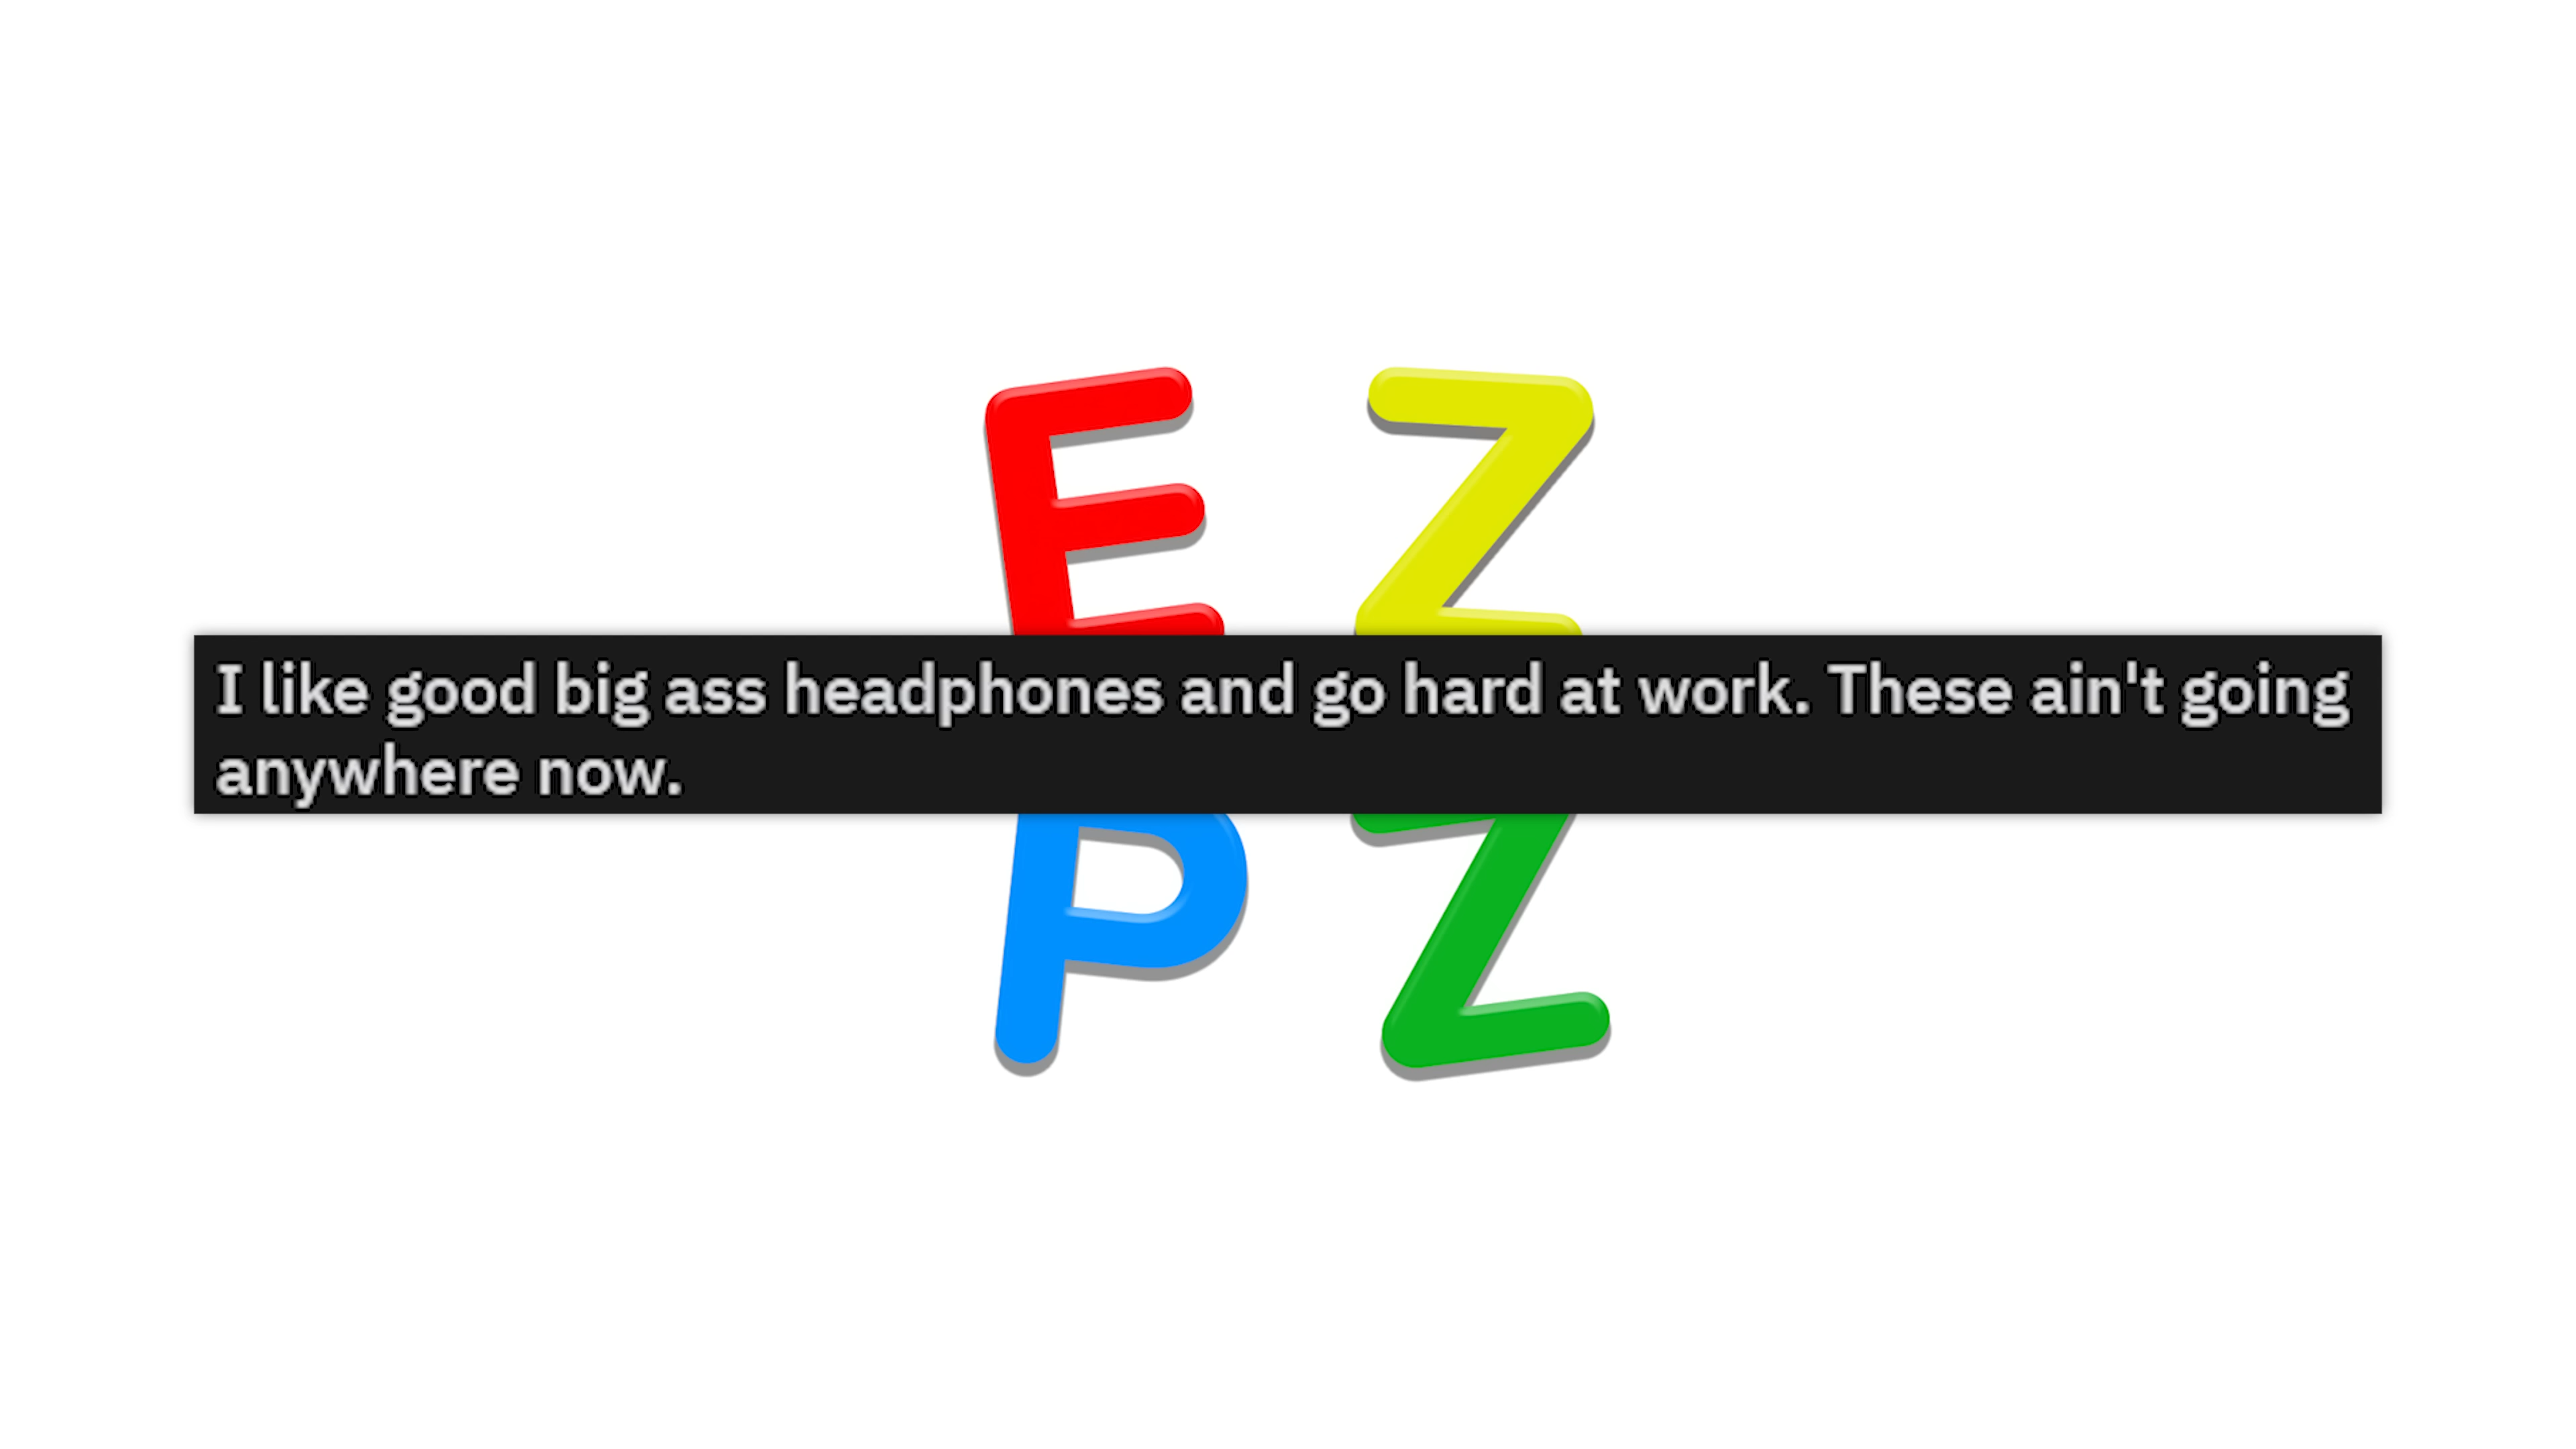 E Z
I like good big ass headphones and go hard at work. These ain't going
anywhere now.
P Z